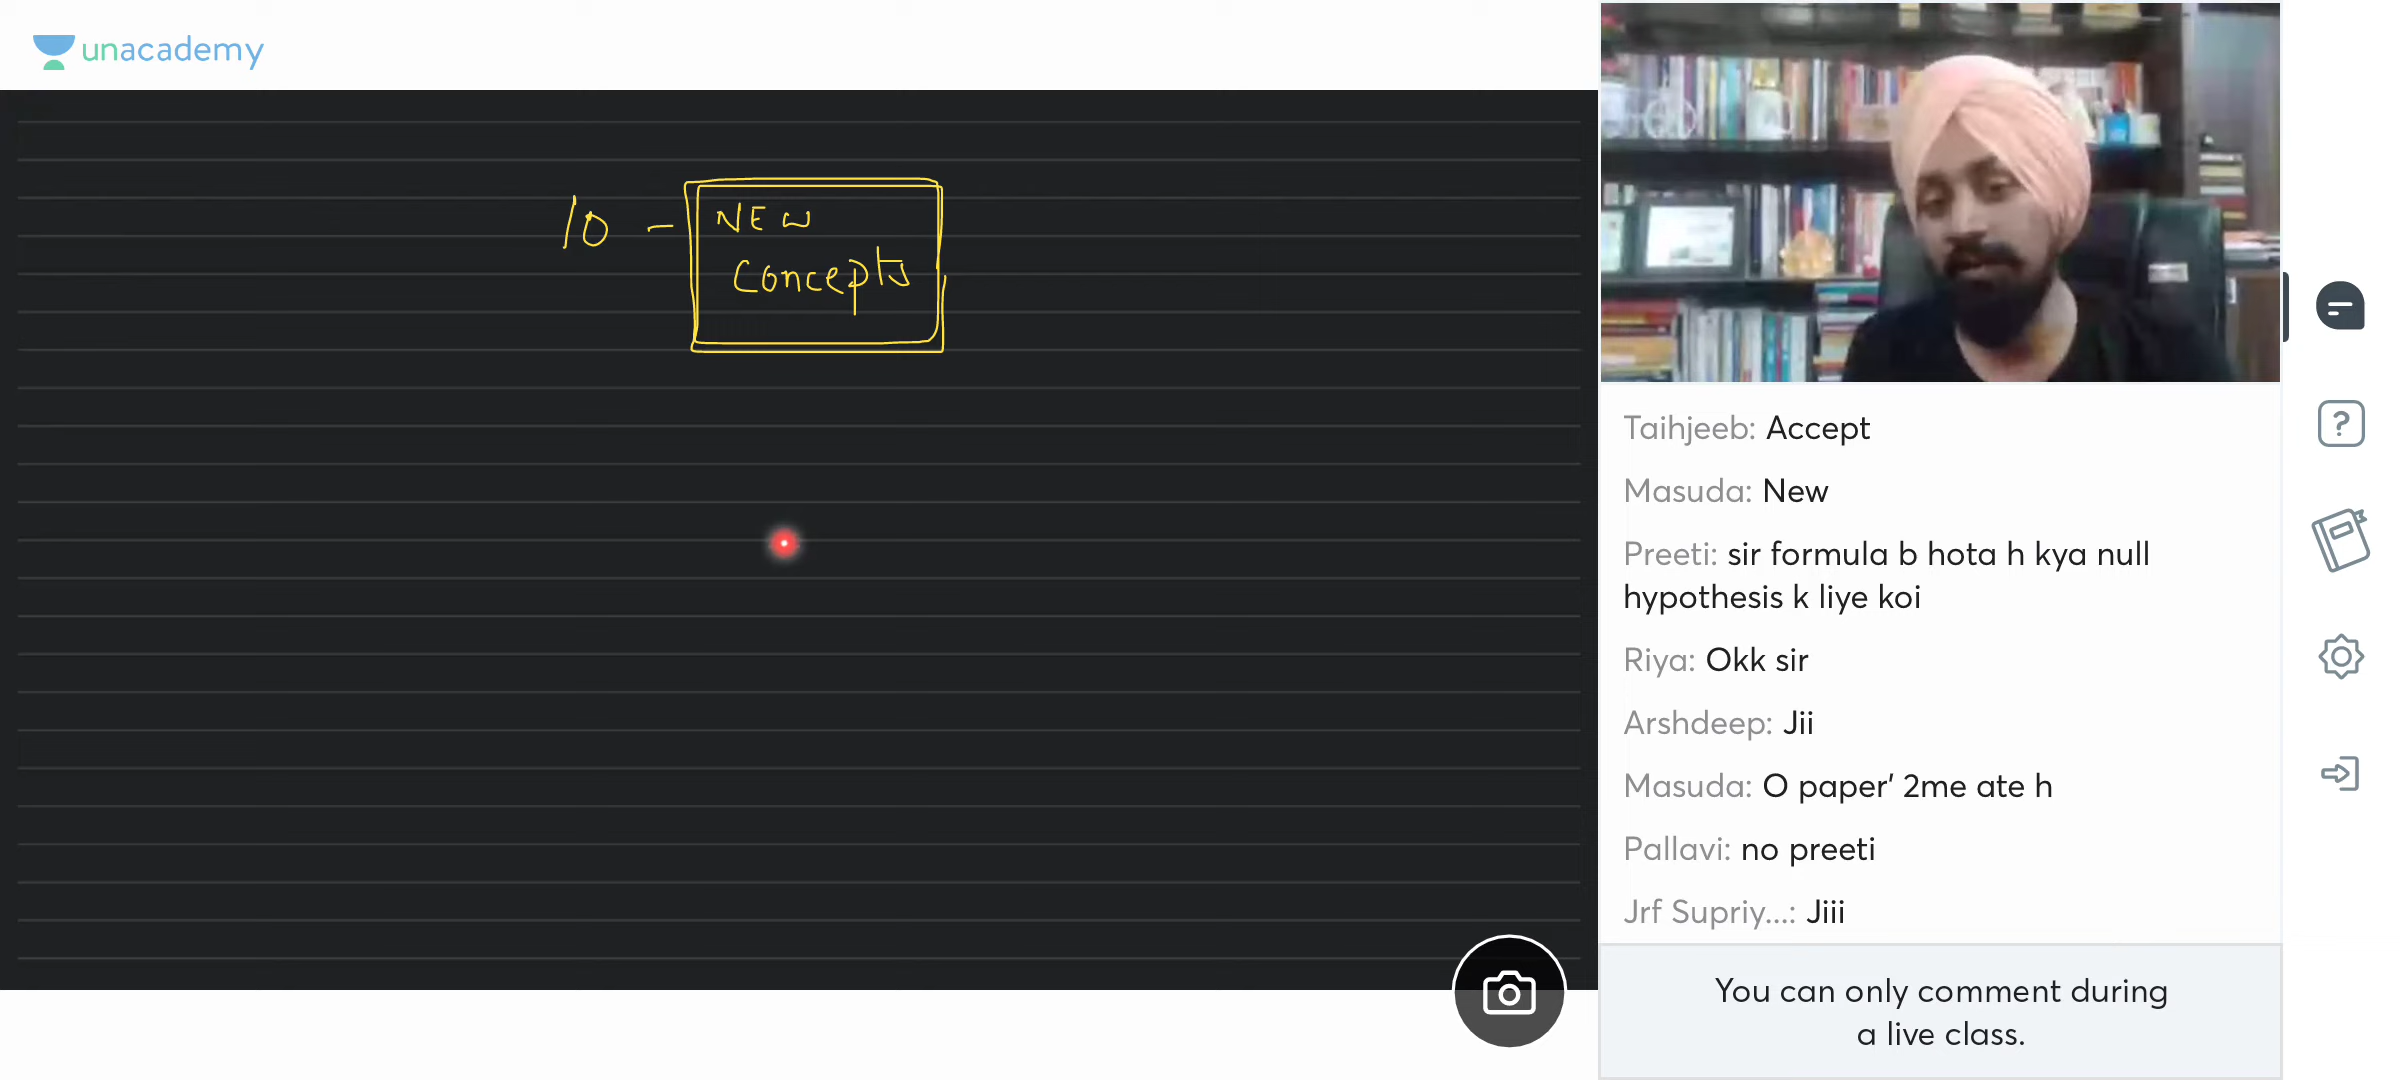 unacademy
10 - NEW
Concepts
Taihjeeb: Accept
Masuda: New
Preeti: sir formula b hota h kya null
hypothesis k liye koi
Riya: Okk sir
Arshdeep: Jii
Masuda: O paper' 2me ate h
Pallavi: no preeti
Jrf Supriy...: Jiii
You can only comment during
a live class.